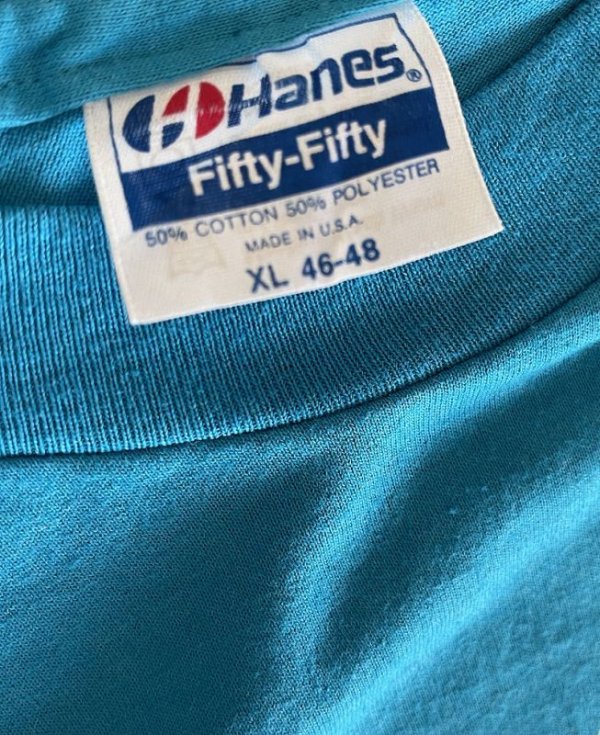 Hanes®
Fifty-Fifty
50% COTTON 50% POLYESTER
MADE IN U.S.A.
XL 46-48